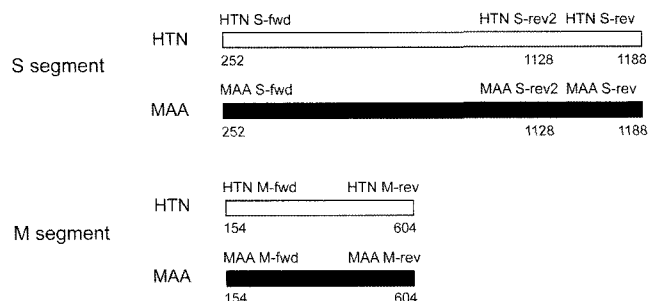 HTN S-fwd HTN S-rev2 HTN S-rev
HTN
252 1128 1188
S segment
MAA S-fwd MAA S-rev2 MAA S-rev
MAA
252 1128 1188
HTN M-fwd HTN M-rev
HTN
154 604
M segment
MAA M-fwd MAA M-rev
MAA
154 604